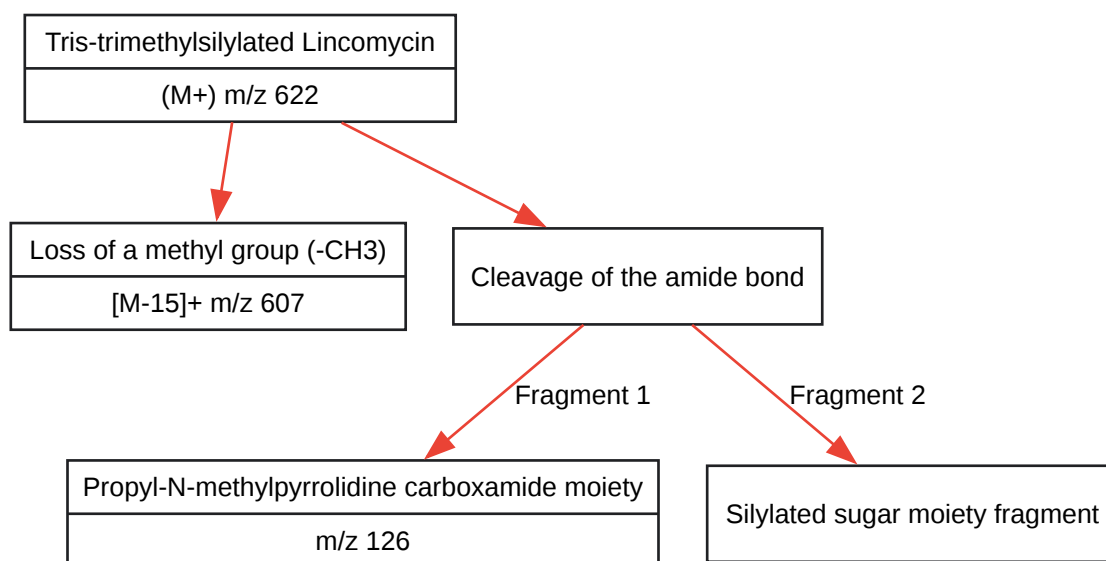 Tris-trimethylsilylated Lincomycin
(M+) m/z 622
Loss of a methyl group (-CH3)
[M-15]+ m/z 607
Cleavage of the amide bond
Fragment 1
Fragment 2
Propyl-N-methylpyrrolidine carboxamide moiety
m/z 126
Silylated sugar moiety fragment